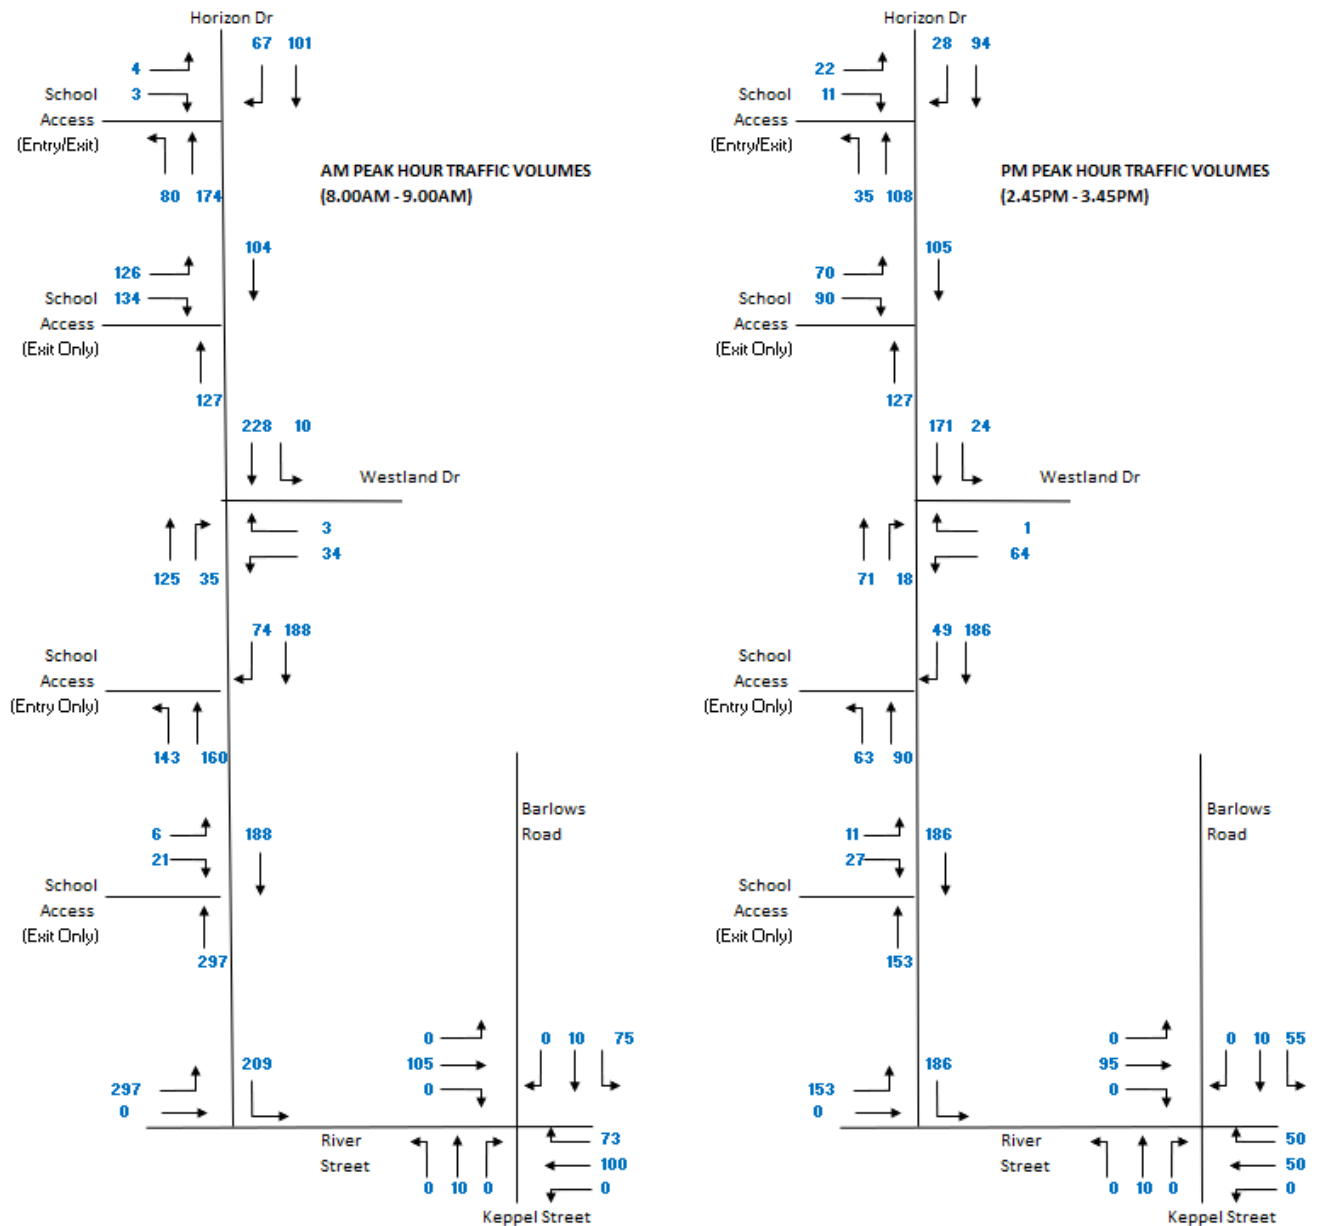 Horizon Dr Horizon Dr
67 101 28 94
4 22
School 3 School 11
Access Access
(Entry/Exit) (Entry/Exit)
AM PEAK HOUR TRAFFIC VOLUMES PM PEAK HOUR TRAFFIC VOLUMES
80 174 (8.00AM - 9.00AM) 35 108 (2.45PM - 3.45PM)
104 105
126 70
School 134 School 90
Access Access
(Exit Only) (Exit Only)
127 127
228 10 171 24
Westland Dr Westland Dr
3 1
34 64
125 35 71 18
74 188 49 186
School School
Access Access
(Entry Only) (Entry Only)
143 160 63 90
Barlows Barlows
6 188 Road 11 186 Road
21 27
School School
Access Access
(Exit Only) (Exit Only)
297 153
0 0 10 75 0 0 10 55
209 105 186 95
297 0 153 0
0 0
River 73 River 50
Street 100 Street 50
0 10 0 0 0 10 0 0
Keppel Street Keppel Street